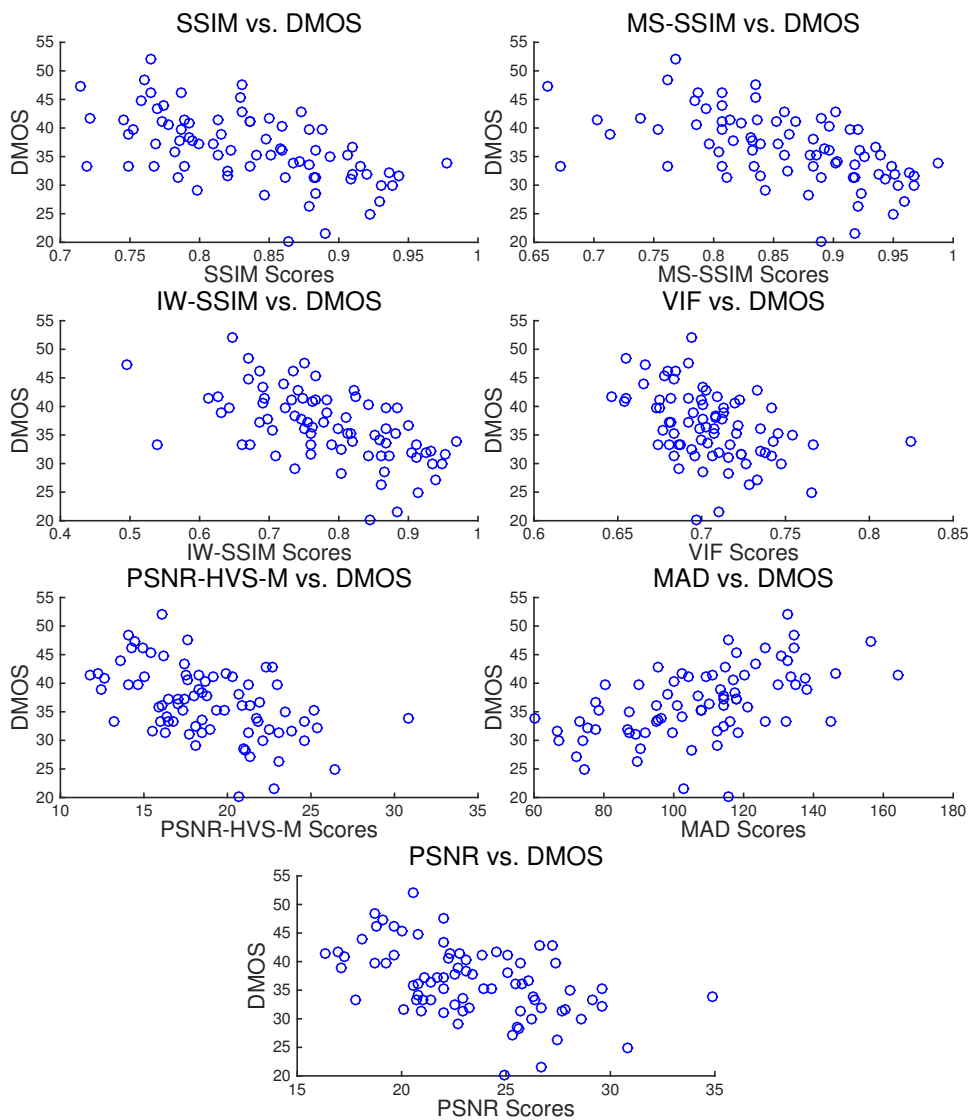 SSIM vs. DMOS
MS-SSIM vs. DMOS
55
50
45
40
35
30
25
20
DMOS
0.7 0.75 0.8 0.85 0.9 0.95 1
SSIM Scores
55
50
45
40
35
30
25
20
DMOS
0.65 0.7 0.75 0.8 0.85 0.9 0.95 1
MS-SSIM Scores
IW-SSIM vs. DMOS
VIF vs. DMOS
55
50
45
40
35
30
25
20
DMOS
0.4 0.5 0.6 0.7 0.8 0.9 1
IW-SSIM Scores
55
50
45
40
35
30
25
20
DMOS
0.6 0.65 0.7 0.75 0.8 0.85
VIF Scores
PSNR-HVS-M vs. DMOS
MAD vs. DMOS
55
50
45
40
35
30
25
20
DMOS
10 15 20 25 30 35
PSNR-HVS-M Scores
55
50
45
40
35
30
25
20
DMOS
60 80 100 120 140 160 180
MAD Scores
PSNR vs. DMOS
55
50
45
40
35
30
25
20
DMOS
15 20 25 30 35
PSNR Scores